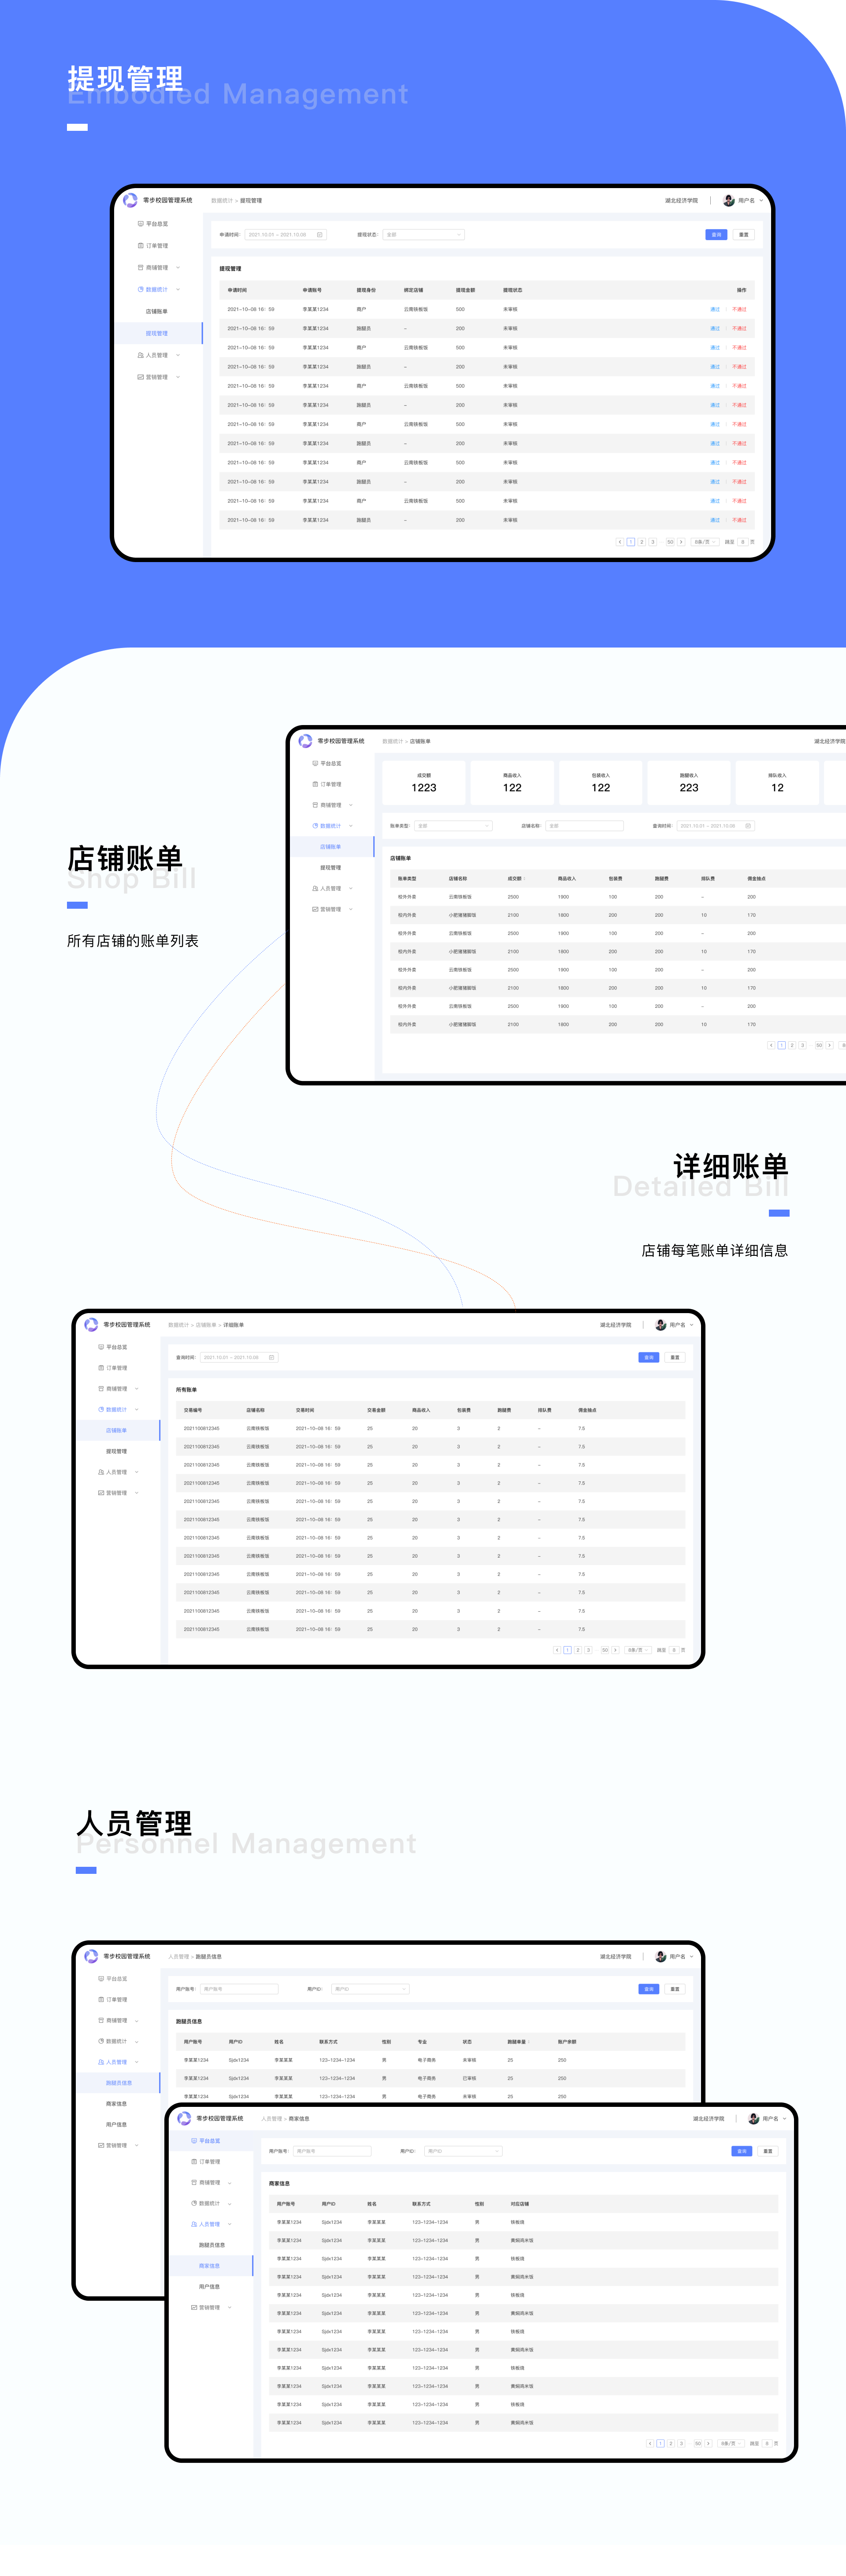 提现管理
Embodied Management
零步校园管理系统 数据统计 > 提现管理 湖北经济学院 用户名
平台总览
订单管理
商铺管理
数据统计
店铺账单
提现管理
人员管理
营销管理
申请时间: 2021.10.01 ~ 2021.10.08 提现状态: 全部 查询 重置
提现管理
申请时间 申请账号 提现身份 绑定店铺 提现金额 提现状态 操作
2021-10-08 16: 59 李某某1234 商户 云南铁板饭 500 未审核 通过 不通过
2021-10-08 16: 59 李某某1234 跑腿员 - 200 未审核 通过 不通过
2021-10-08 16: 59 李某某1234 商户 云南铁板饭 500 未审核 通过 不通过
2021-10-08 16: 59 李某某1234 跑腿员 - 200 未审核 通过 不通过
2021-10-08 16: 59 李某某1234 商户 云南铁板饭 500 未审核 通过 不通过
2021-10-08 16: 59 李某某1234 跑腿员 - 200 未审核 通过 不通过
2021-10-08 16: 59 李某某1234 商户 云南铁板饭 500 未审核 通过 不通过
2021-10-08 16: 59 李某某1234 跑腿员 - 200 未审核 通过 不通过
2021-10-08 16: 59 李某某1234 商户 云南铁板饭 500 未审核 通过 不通过
2021-10-08 16: 59 李某某1234 跑腿员 - 200 未审核 通过 不通过
2021-10-08 16: 59 李某某1234 商户 云南铁板饭 500 未审核 通过 不通过
2021-10-08 16: 59 李某某1234 跑腿员 - 200 未审核 通过 不通过
< 1 2 3 ··· 50 > 8条/页 跳至 8 页
店铺账单
Shop Bill
所有店铺的账单列表
零步校园管理系统 数据统计 > 店铺账单 湖北经济学院
平台总览
订单管理
商铺管理
数据统计
店铺账单
提现管理
人员管理
营销管理
成交额 商品收入 包装收入 跑腿收入 排队收入
1223 122 122 223 12
账单类型: 全部 店铺名称: 全部 查询时间: 2021.10.01 ~ 2021.10.08
店铺账单
账单类型 店铺名称 成交额 商品收入 包装费 跑腿费 排队费 佣金抽点
校外外卖 云南铁板饭 2500 1900 100 200 - 200
校内外卖 小肥猪猪脚饭 2100 1800 200 200 10 170
校外外卖 云南铁板饭 2500 1900 100 200 - 200
校内外卖 小肥猪猪脚饭 2100 1800 200 200 10 170
校外外卖 云南铁板饭 2500 1900 100 200 - 200
校内外卖 小肥猪猪脚饭 2100 1800 200 200 10 170
校外外卖 云南铁板饭 2500 1900 100 200 - 200
校内外卖 小肥猪猪脚饭 2100 1800 200 200 10 170
< 1 2 3 ··· 50 > 8
详细账单
Detailed Bill
店铺每笔账单详细信息
零步校园管理系统 数据统计 > 店铺账单 > 详细账单 湖北经济学院 用户名
平台总览
订单管理
商铺管理
数据统计
店铺账单
提现管理
人员管理
营销管理
查询时间: 2021.10.01 ~ 2021.10.08 查询 重置
所有账单
交易编号 店铺名称 交易时间 交易金额 商品收入 包装费 跑腿费 排队费 佣金抽点
2021100812345 云南铁板饭 2021-10-08 16: 59 25 20 3 2 - 7.5
2021100812345 云南铁板饭 2021-10-08 16: 59 25 20 3 2 - 7.5
2021100812345 云南铁板饭 2021-10-08 16: 59 25 20 3 2 - 7.5
2021100812345 云南铁板饭 2021-10-08 16: 59 25 20 3 2 - 7.5
2021100812345 云南铁板饭 2021-10-08 16: 59 25 20 3 2 - 7.5
2021100812345 云南铁板饭 2021-10-08 16: 59 25 20 3 2 - 7.5
2021100812345 云南铁板饭 2021-10-08 16: 59 25 20 3 2 - 7.5
2021100812345 云南铁板饭 2021-10-08 16: 59 25 20 3 2 - 7.5
2021100812345 云南铁板饭 2021-10-08 16: 59 25 20 3 2 - 7.5
2021100812345 云南铁板饭 2021-10-08 16: 59 25 20 3 2 - 7.5
2021100812345 云南铁板饭 2021-10-08 16: 59 25 20 3 2 - 7.5
2021100812345 云南铁板饭 2021-10-08 16: 59 25 20 3 2 - 7.5
< 1 2 3 ··· 50 > 8条/页 跳至 8 页
人员管理
Personnel Management
零步校园管理系统 人员管理 > 跑腿员信息 湖北经济学院 用户名
平台总览
订单管理
商铺管理
数据统计
人员管理
跑腿员信息
商家信息
用户信息
营销管理
用户账号: 用户账号 用户ID: 用户ID 查询 重置
跑腿员信息
用户账号 用户ID 姓名 联系方式 性别 专业 状态 跑腿单量 账户余额
李某某1234 Sjdx1234 李某某某 123-1234-1234 男 电子商务 未审核 25 250
李某某1234 Sjdx1234 李某某某 123-1234-1234 男 电子商务 已审核 25 250
李某某1234 Sjdx1234 李某某某 123-1234-1234 男 电子商务 未审核 25 250
零步校园管理系统 人员管理 > 商家信息 湖北经济学院 用户名
平台总览
订单管理
商铺管理
数据统计
人员管理
跑腿员信息
商家信息
用户信息
营销管理
用户账号: 用户账号 用户ID: 用户ID 查询 重置
商家信息
用户账号 用户ID 姓名 联系方式 性别 对应店铺
李某某1234 Sjdx1234 李某某某 123-1234-1234 男 铁板烧
李某某1234 Sjdx1234 李某某某 123-1234-1234 男 黄焖鸡米饭
李某某1234 Sjdx1234 李某某某 123-1234-1234 男 铁板烧
李某某1234 Sjdx1234 李某某某 123-1234-1234 男 黄焖鸡米饭
李某某1234 Sjdx1234 李某某某 123-1234-1234 男 铁板烧
李某某1234 Sjdx1234 李某某某 123-1234-1234 男 黄焖鸡米饭
李某某1234 Sjdx1234 李某某某 123-1234-1234 男 铁板烧
李某某1234 Sjdx1234 李某某某 123-1234-1234 男 黄焖鸡米饭
李某某1234 Sjdx1234 李某某某 123-1234-1234 男 铁板烧
李某某1234 Sjdx1234 李某某某 123-1234-1234 男 黄焖鸡米饭
李某某1234 Sjdx1234 李某某某 123-1234-1234 男 铁板烧
李某某1234 Sjdx1234 李某某某 123-1234-1234 男 黄焖鸡米饭
< 1 2 3 ··· 50 > 8条/页 跳至 8 页